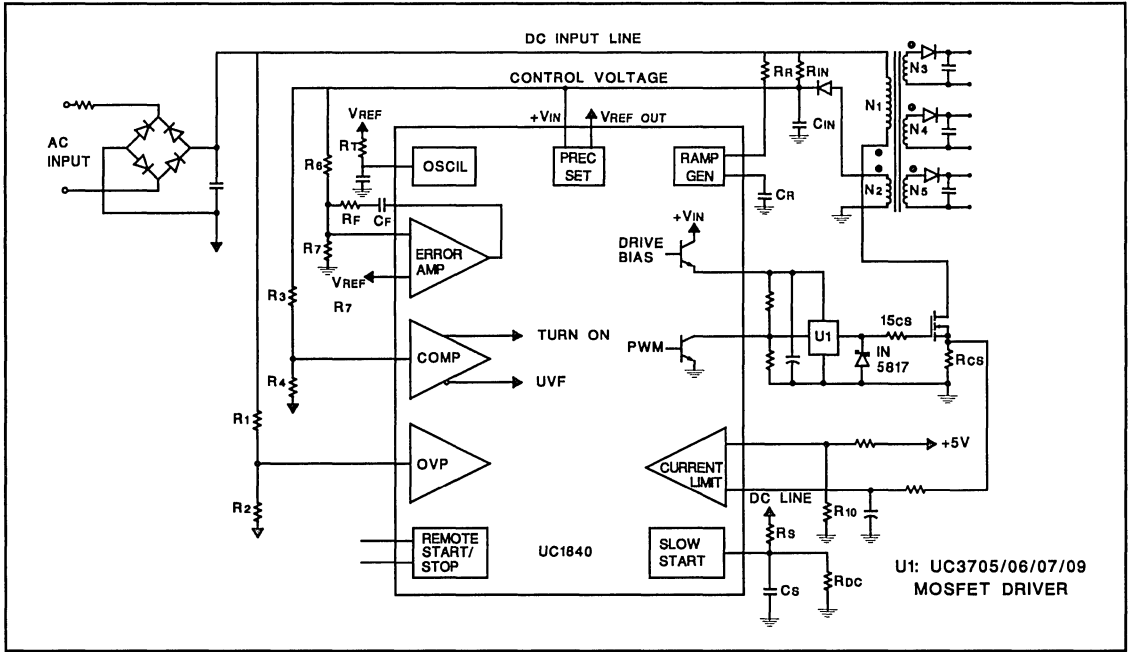 DC INPUT LINE
CONTROL VOLTAGE
AC
INPUT
VREF
+VIN
VREF OUT
RR
RIN
CIN
N1
N2
N3
N4
N5
RT
OSCIL
PREC
SET
RAMP
GEN
CR
R6
RF
CF
R7
ERROR
AMP
VREF
R7
+VIN
DRIVE
BIAS
R3
R4
COMP
TURN ON
UVF
PWM
U1
15CS
IN
5817
RCS
R1
R2
OVP
CURRENT
LIMIT
+5V
R10
DC LINE
RS
CS
RDC
REMOTE
START/
STOP
UC1840
SLOW
START
U1: UC3705/06/07/09
MOSFET DRIVER